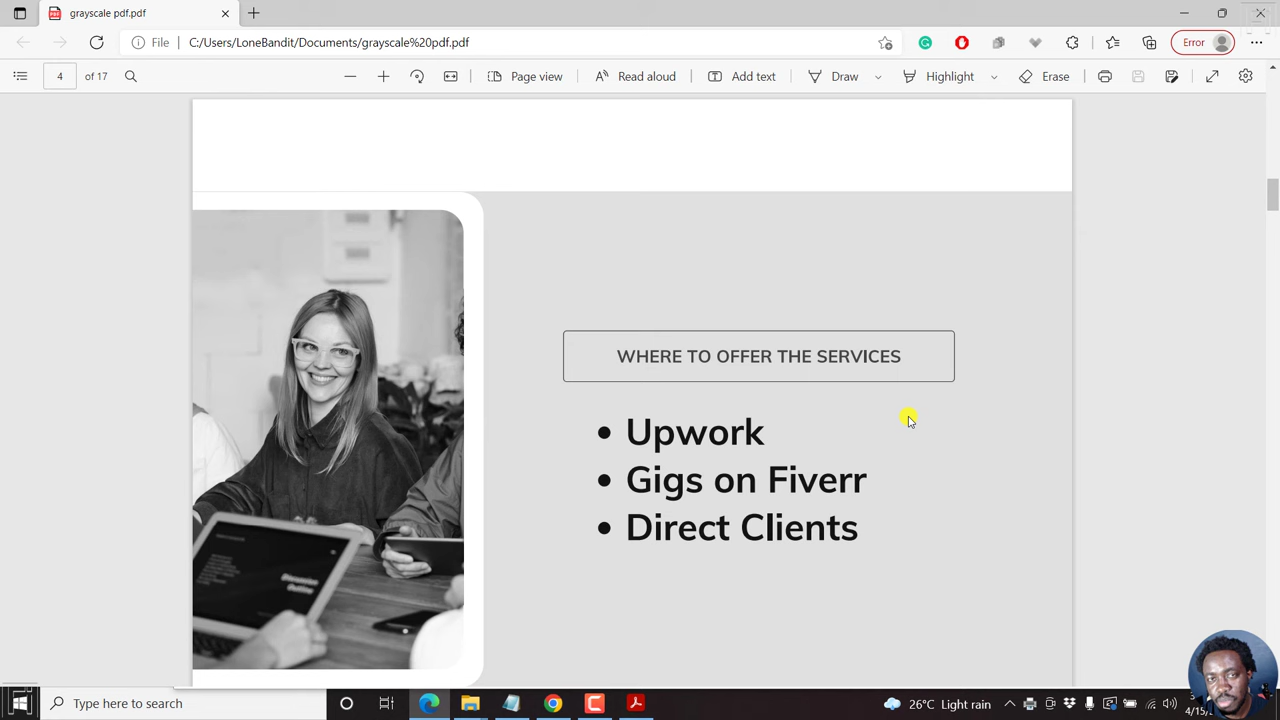 grayscale pdf.pdf
File
C:/Users/LoneBandit/Documents/grayscale%20pdf.pdf
Error
4
of 17
Page view
Read aloud
Add text
Draw
Highlight
Erase
WHERE TO OFFER THE SERVICES
• Upwork
• Gigs on Fiverr
• Direct Clients
Type here to search
26°C
Light rain